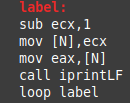 label:
sub ecx,1
mov [N],ecx
mov eax,[N]
call iprintLF
loop label